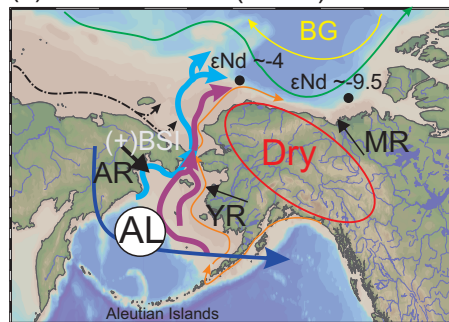 BG
εNd ~-4
εNd ~-9.5
(+)BSI
Dry
MR
AR
YR
AL
Aleutian Islands